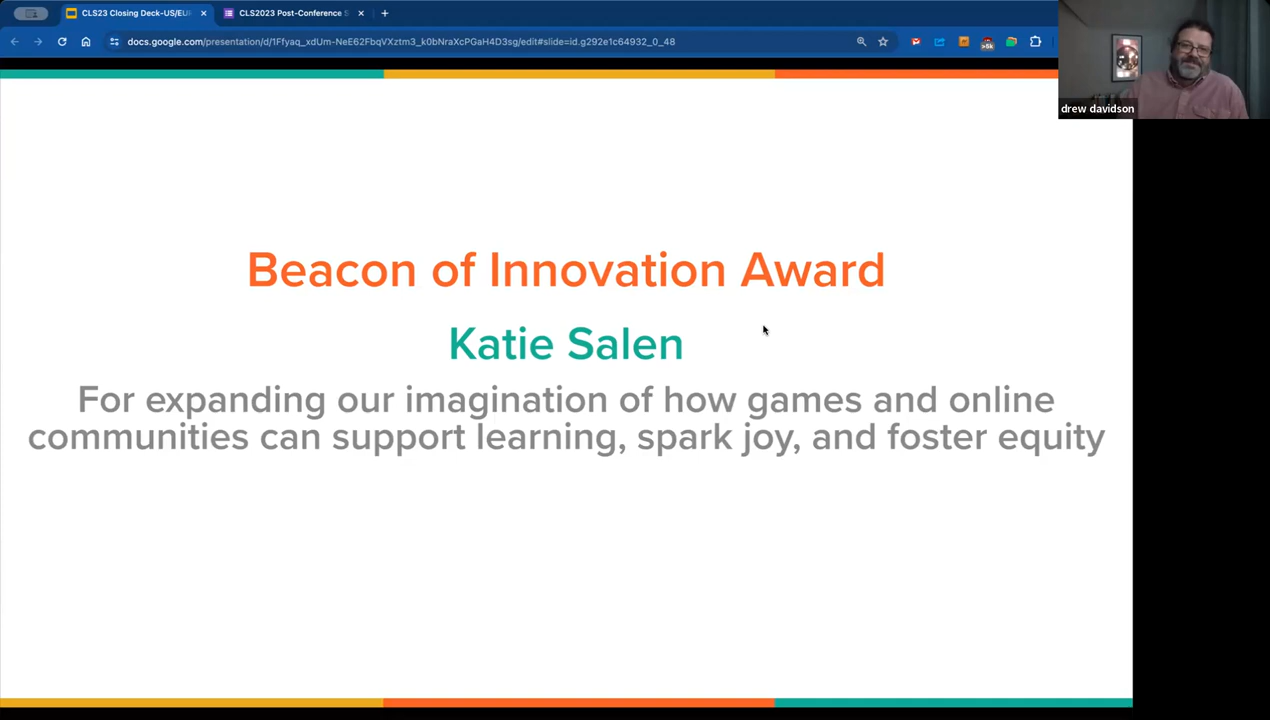 CLS23 Closing Deck-US/EU
CLS2023 Post-Conference S
docs.google.com/presentation/d/1Ffyaq_xdUm-NeE62FbqVXztm3_k0bNraXcPGaH4D3sg/edit#slide=id.g292e1c64932_0_48
>5k
drew davidson
Beacon of Innovation Award
Katie Salen
For expanding our imagination of how games and online
communities can support learning, spark joy, and foster equity